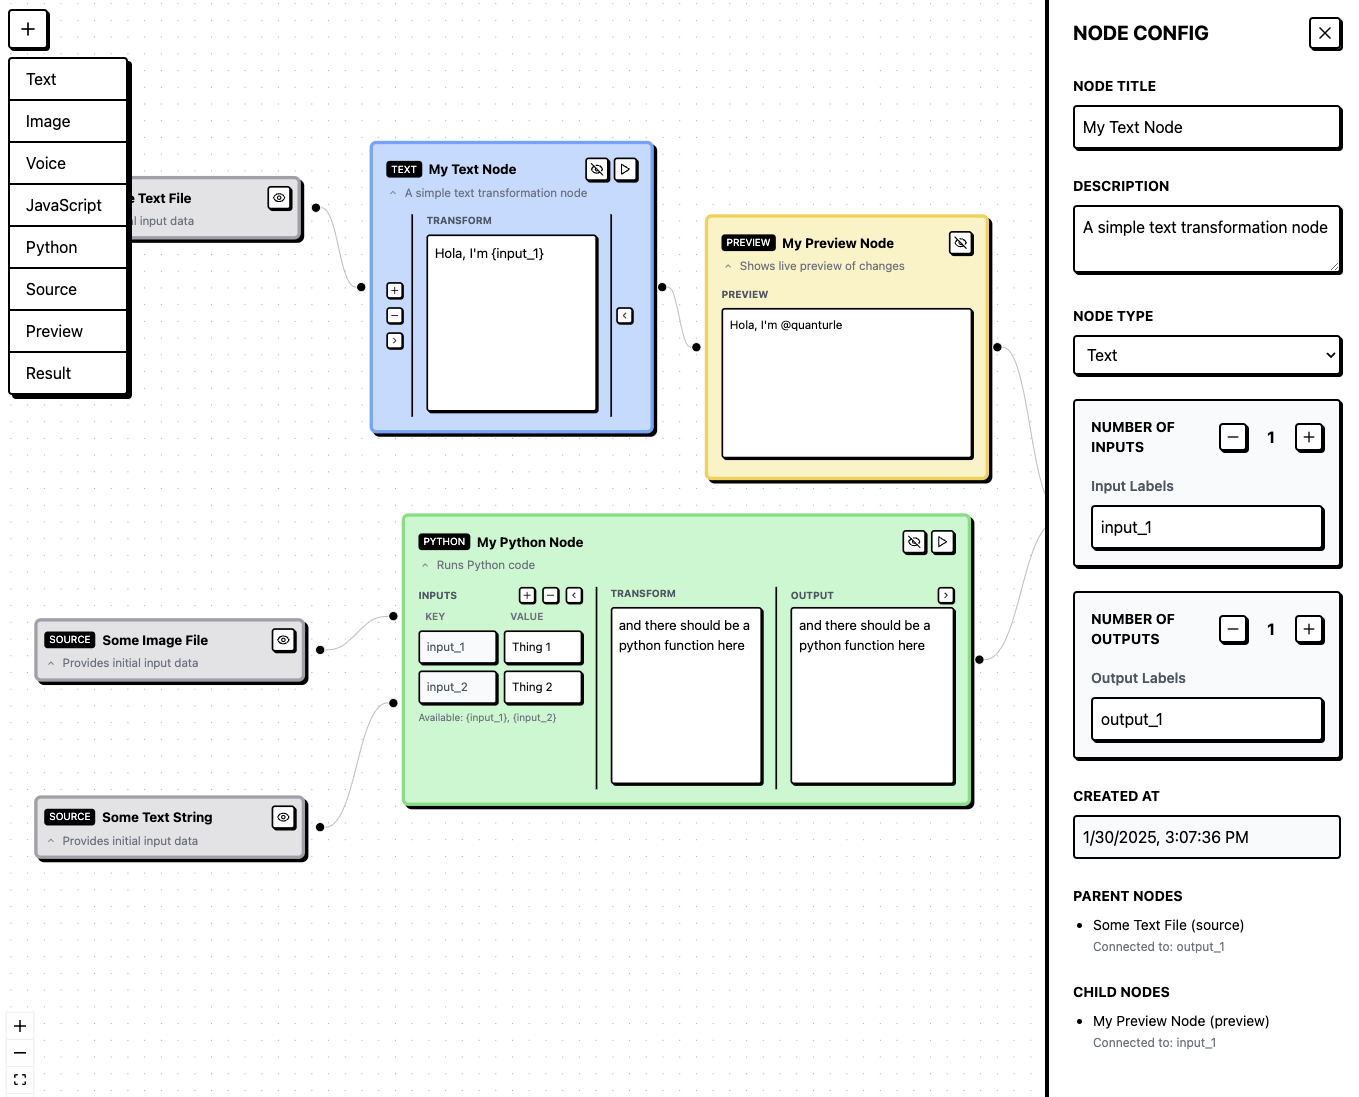 Text
Image
Voice
JavaScript
Python
Source
Preview
Result
Text File
input data
TEXT My Text Node
A simple text transformation node
TRANSFORM
Hola, I'm {input_1}
PREVIEW My Preview Node
Shows live preview of changes
PREVIEW
Hola, I'm @quanturle
PYTHON My Python Node
Runs Python code
INPUTS
KEY VALUE
input_1 Thing 1
input_2 Thing 2
Available: {input_1}, {input_2}
TRANSFORM
and there should be a
python function here
OUTPUT
and there should be a
python function here
SOURCE Some Image File
Provides initial input data
SOURCE Some Text String
Provides initial input data
NODE CONFIG
NODE TITLE
My Text Node
DESCRIPTION
A simple text transformation node
NODE TYPE
Text
NUMBER OF
INPUTS
1
Input Labels
input_1
NUMBER OF
OUTPUTS
1
Output Labels
output_1
CREATED AT
1/30/2025, 3:07:36 PM
PARENT NODES
Some Text File (source)
Connected to: output_1
CHILD NODES
My Preview Node (preview)
Connected to: input_1